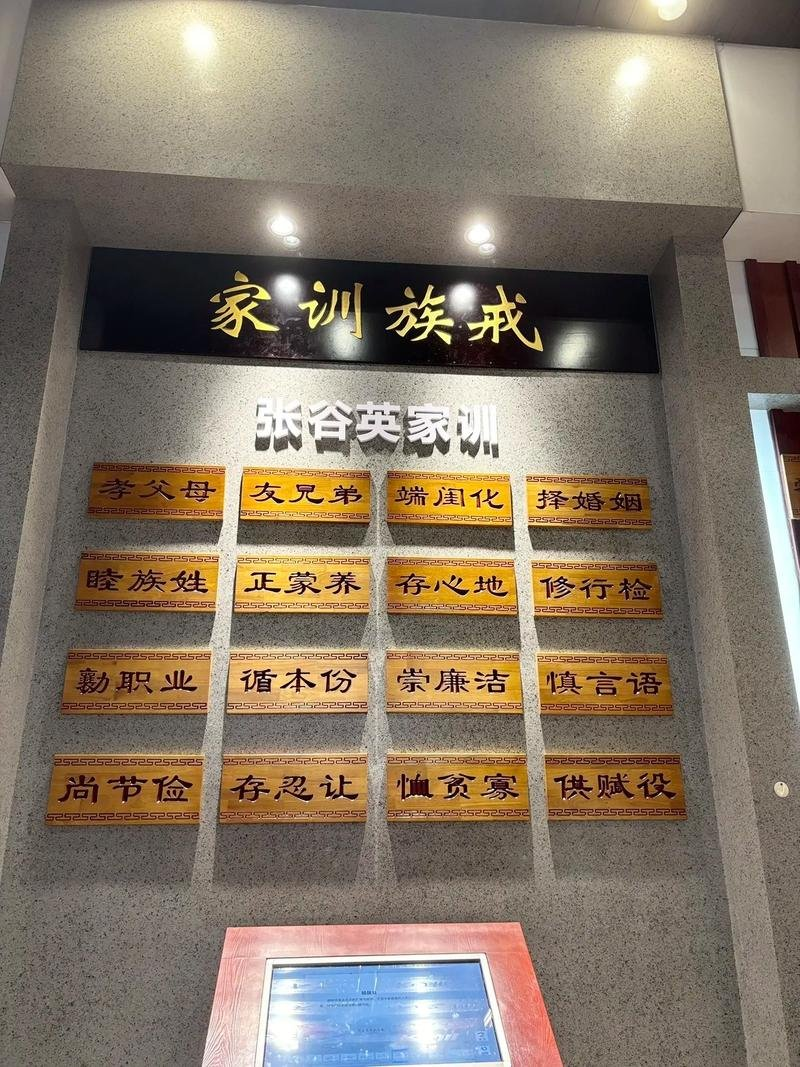 家训族戒
张谷英家训
孝父母 友兄弟 端闺化 择婚姻
睦族姓 正蒙养 存心地 修行检
勷职业 循本份 崇廉洁 慎言语
尚节俭 存忍让 恤贫寡 供赋役